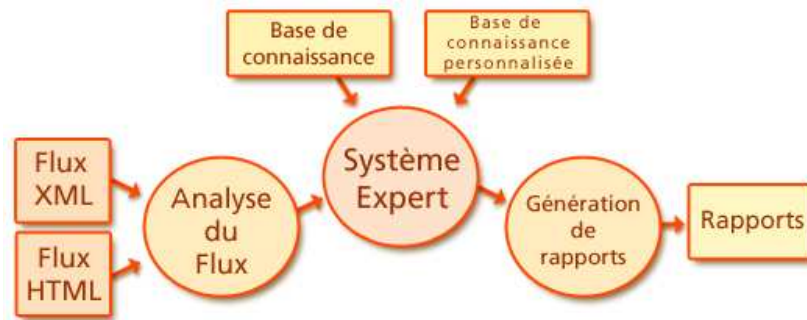 Base de
connaissance
Base de
connaissance
personnalisée
Flux
XML
Flux
HTML
Analyse
du
Flux
Système
Expert
Génération
de
rapports
Rapports